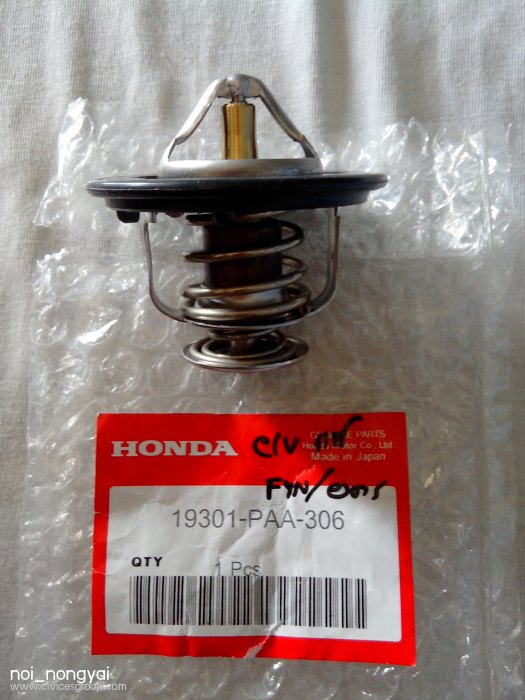 HONDA
GENUINE PARTS
Honda Motor Co., Ltd.
Made in Japan
19301-PAA-306
QTY
1 Pcs
noi_nongyai
www.civicesgroup.com